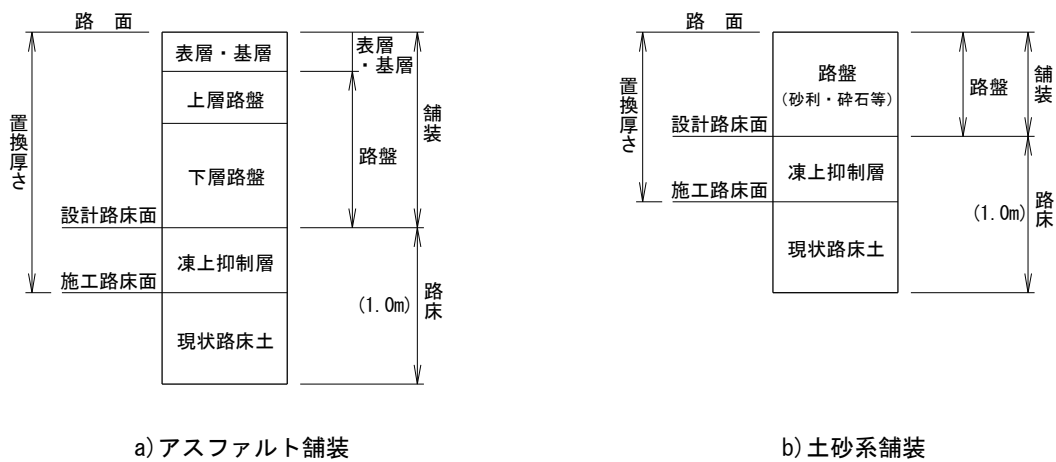 路 面
表層・基層
上層路盤
下層路盤
凍上抑制層
現状路床土
置換厚さ
設計路床面
施工路床面
表層
・基層
路盤
舗装
路床
(1.0m)
a)アスファルト舗装
路 面
路盤
(砂利・砕石等)
凍上抑制層
現状路床土
置換厚さ
設計路床面
施工路床面
路盤
舗装
路床
(1.0m)
b)土砂系舗装